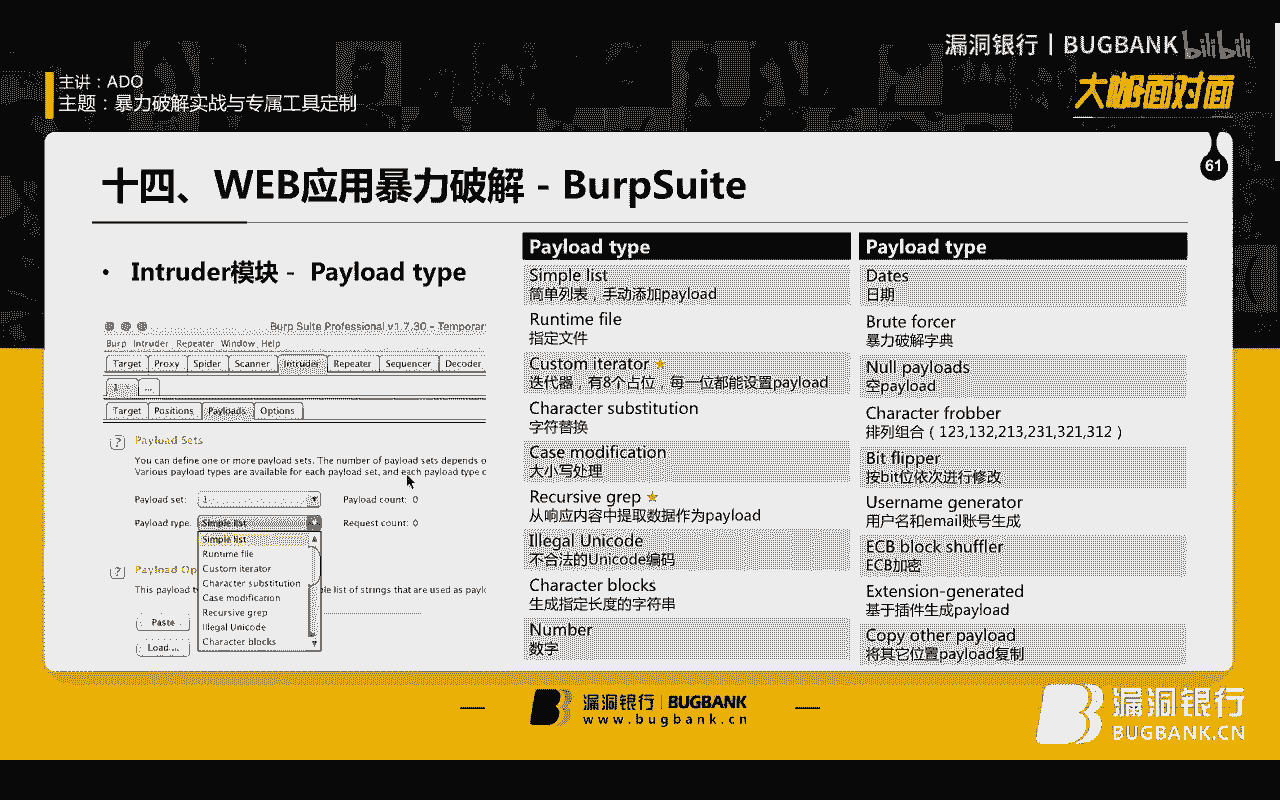 漏洞银行 | BUGBANK bilibili
主讲：ADO
主题：暴力破解实战与专属工具定制
大咖面对面
61
十四、WEB应用暴力破解 - BurpSuite
• Intruder模块 - Payload type
Burp Suite Professional v1.7.30 - Temporar
Burp Intruder Repeater Window Help
Target Proxy Spider Scanner Intruder Repeater Sequencer Decoder
1 ...
Target Positions Payloads Options
? Payload Sets
You can define one or more payload sets. The number of payload sets depends o
Various payload types are available for each payload set, and each payload type c
Payload set: 1 Payload count: 0
Payload type: Simple list Request count: 0
Simple list
Runtime file
Custom iterator
Character substitution
Case modification
Recursive grep
Illegal Unicode
Character blocks
? Payload Op
This payload t
le list of strings that are used as paylo
Paste
Load ...
Payload type
Simple list
简单列表，手动添加payload
Runtime file
指定文件
Custom iterator ★
迭代器，有8个占位，每一位都能设置payload
Character substitution
字符替换
Case modification
大小写处理
Recursive grep ★
从响应内容中提取数据作为payload
Illegal Unicode
不合法的Unicode编码
Character blocks
生成指定长度的字符串
Number
数字
Payload type
Dates
日期
Brute forcer
暴力破解字典
Null payloads
空payload
Character frobber
排列组合（123,132,213,231,321,312）
Bit flipper
按bit位依次进行修改
Username generator
用户名和email账号生成
ECB block shuffler
ECB加密
Extension-generated
基于插件生成payload
Copy other payload
将其它位置payload复制
漏洞银行 | BUGBANK
www.bugbank.cn
漏洞银行
BUGBANK.CN